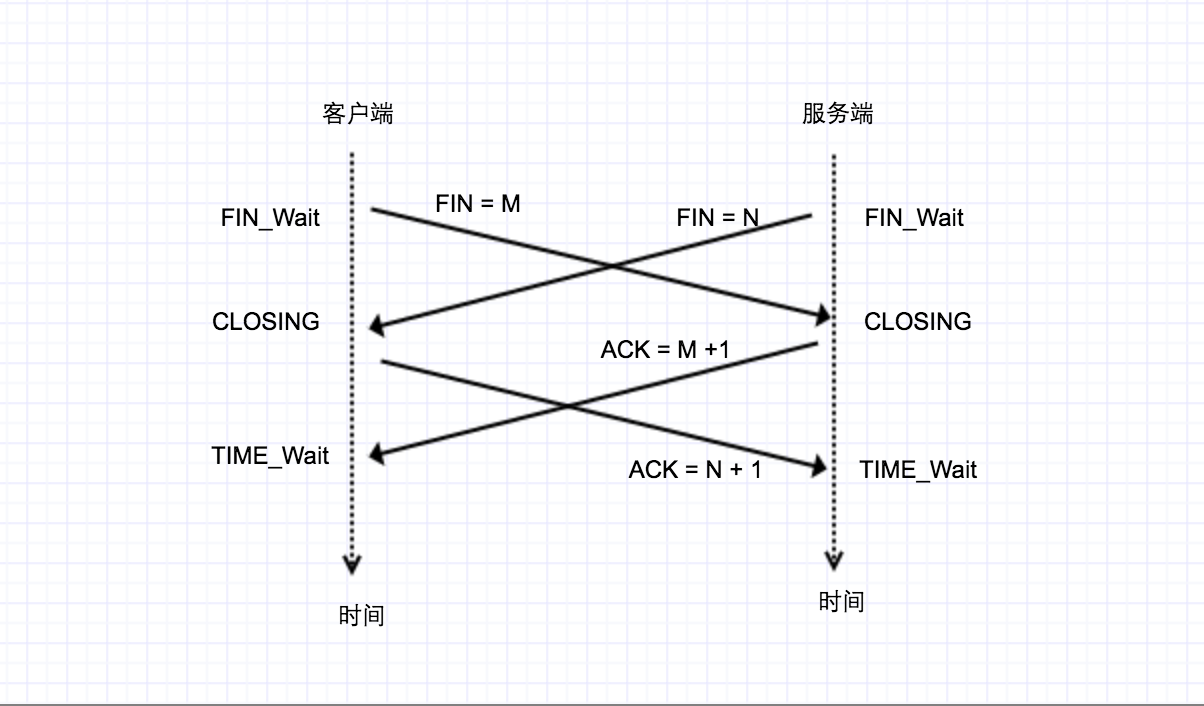 客户端
服务端
FIN = M
FIN_Wait
FIN = N
FIN_Wait
CLOSING
CLOSING
ACK = M +1
TIME_Wait
ACK = N + 1
TIME_Wait
时间
时间